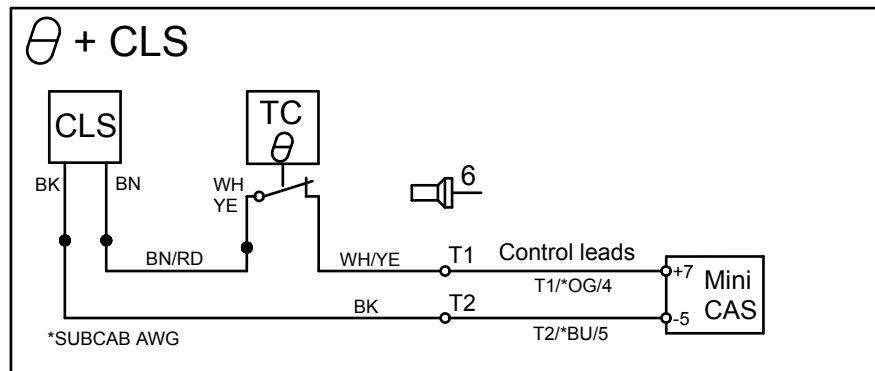 + CLS
CLS
TC
BK
BN
WH
YE
6
BN/RD
WH/YE
T1
Control leads
T1/*OG/4
+7
Mini
CAS
BK
T2
T2/*BU/5
-5
*SUBCAB AWG